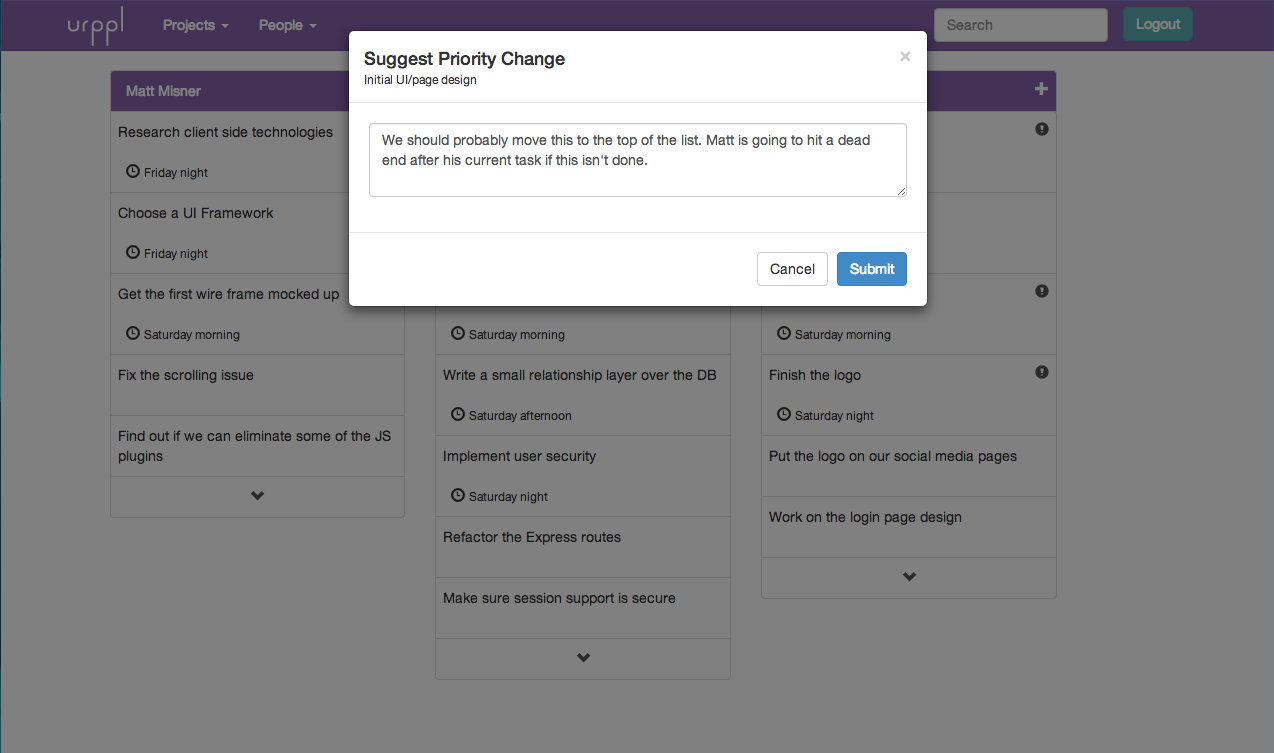 urppl
Projects
People
Search
Logout
Suggest Priority Change
×
Initial UI/page design
We should probably move this to the top of the list. Matt is going to hit a dead
end after his current task if this isn't done.
Cancel
Submit
Matt Misner
Research client side technologies
Friday night
Choose a UI Framework
Friday night
Get the first wire frame mocked up
Saturday morning
Fix the scrolling issue
Find out if we can eliminate some of the JS
plugins
Saturday morning
Write a small relationship layer over the DB
Saturday afternoon
Implement user security
Saturday night
Refactor the Express routes
Make sure session support is secure
Saturday morning
Finish the logo
Saturday night
Put the logo on our social media pages
Work on the login page design